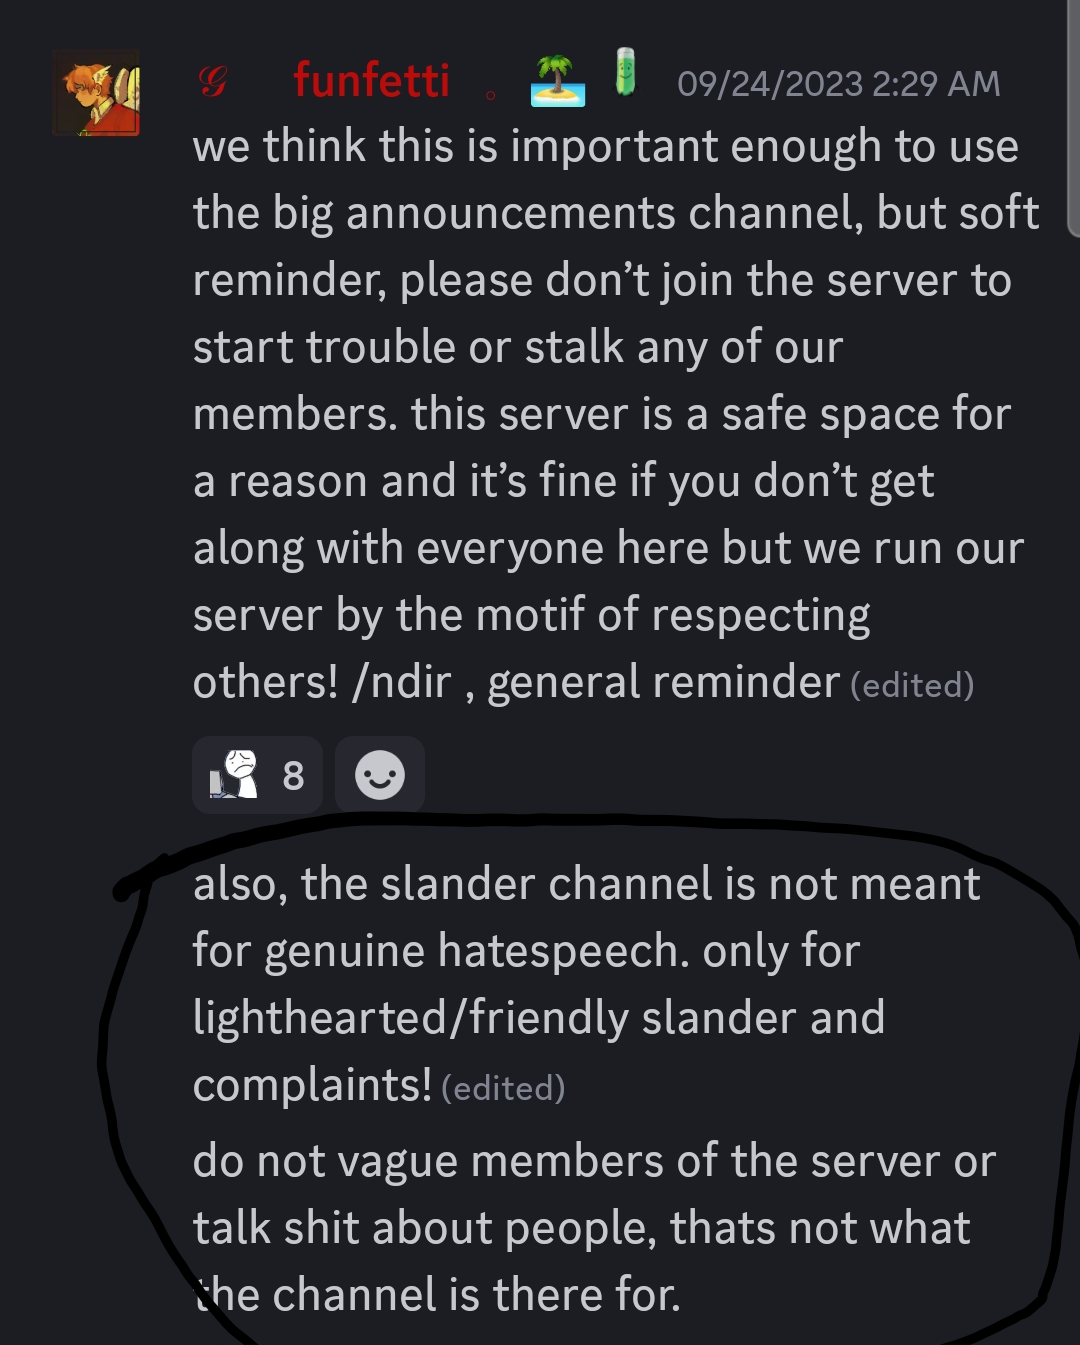 𝒢 funfetti 。 🏝️ 🧪 09/24/2023 2:29 AM
we think this is important enough to use
the big announcements channel, but soft
reminder, please don’t join the server to
start trouble or stalk any of our
members. this server is a safe space for
a reason and it’s fine if you don’t get
along with everyone here but we run our
server by the motif of respecting
others! /ndir , general reminder (edited)
8
also, the slander channel is not meant
for genuine hatespeech. only for
lighthearted/friendly slander and
complaints! (edited)
do not vague members of the server or
talk shit about people, thats not what
the channel is there for.